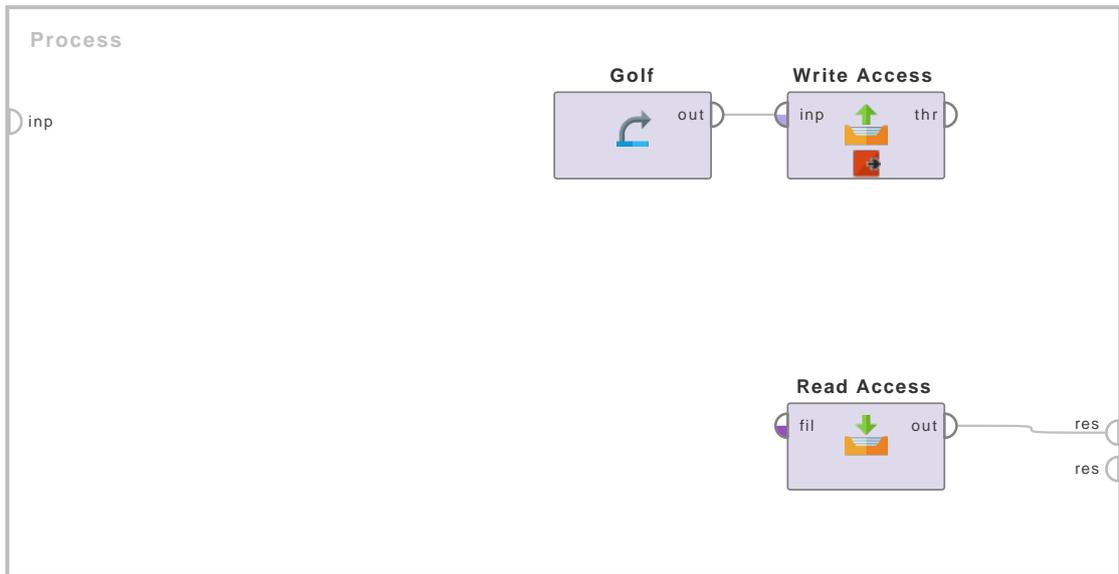 Process
Golf
Write Access
inp
out
inp
thr
Read Access
fil
out
res
res